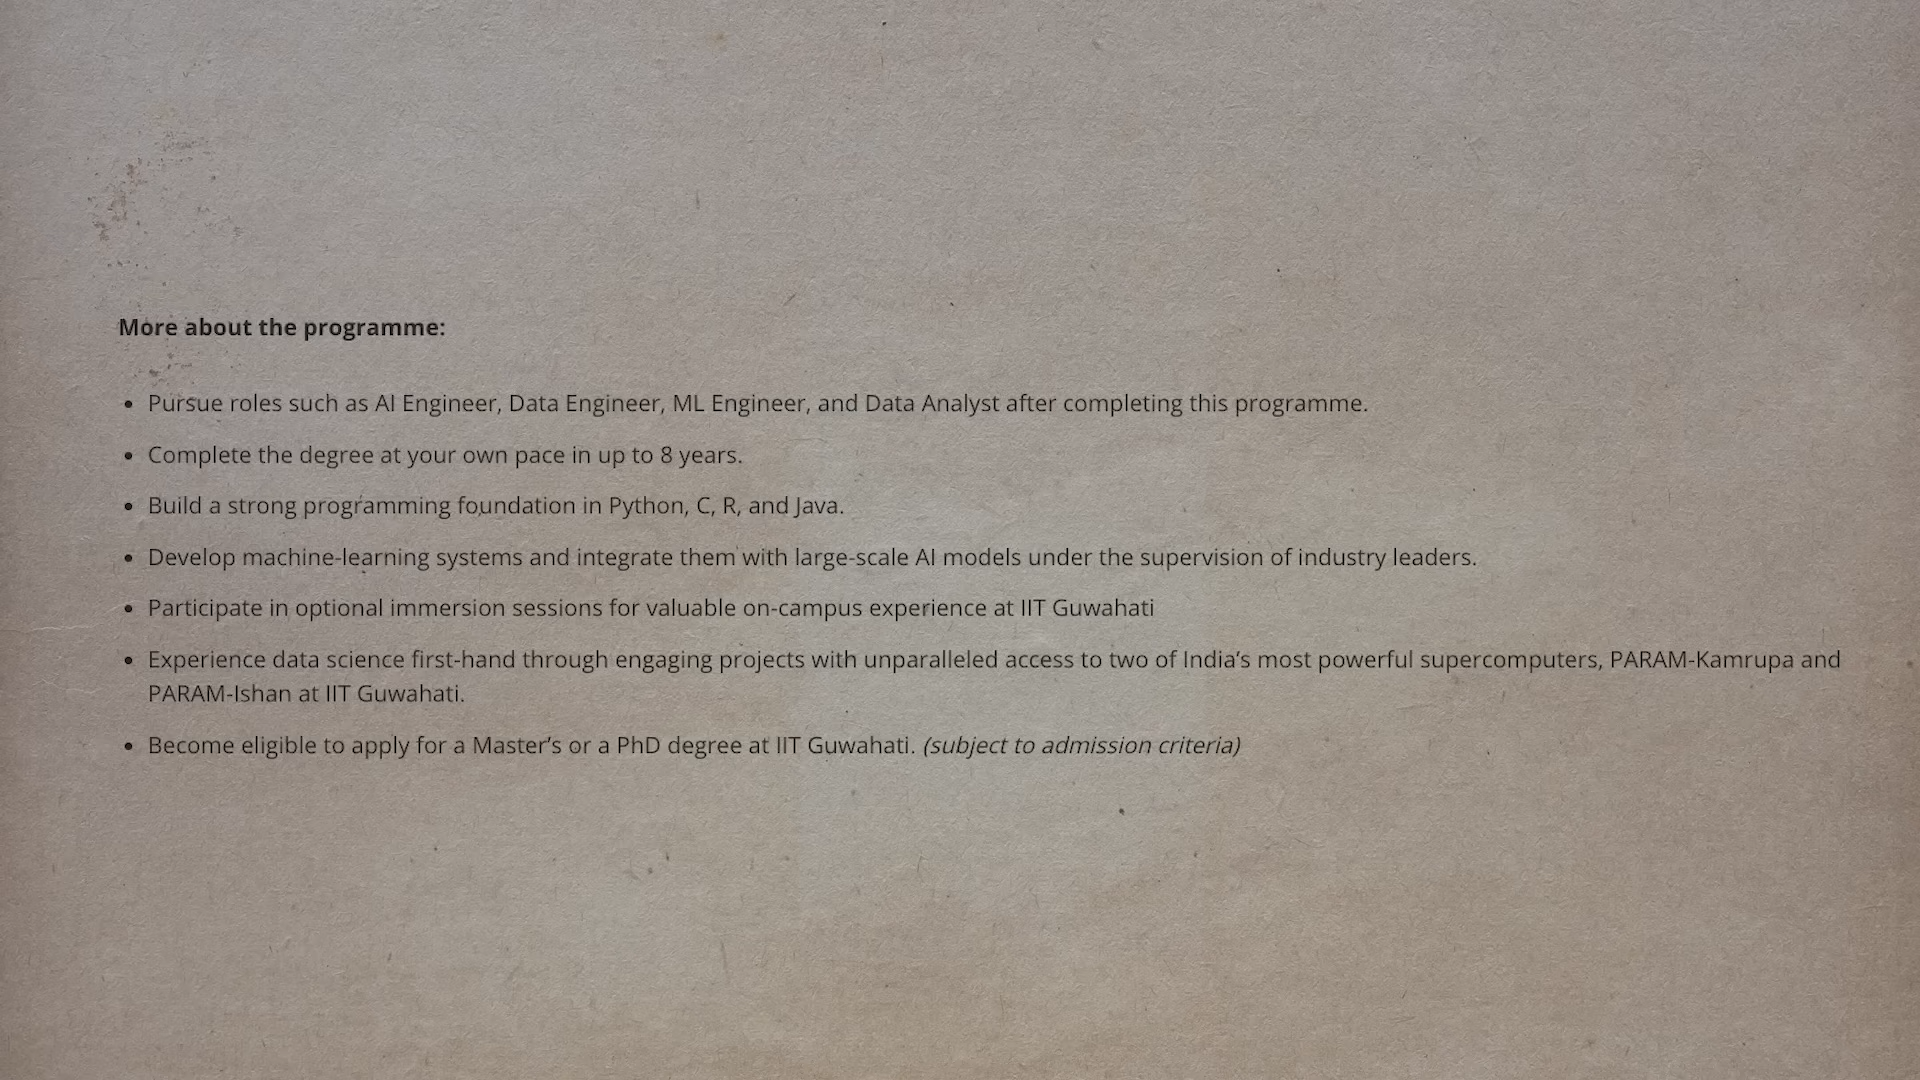 More about the programme:
• Pursue roles such as AI Engineer, Data Engineer, ML Engineer, and Data Analyst after completing this programme.
• Complete the degree at your own pace in up to 8 years.
• Build a strong programming foundation in Python, C, R, and Java.
• Develop machine-learning systems and integrate them with large-scale AI models under the supervision of industry leaders.
• Participate in optional immersion sessions for valuable on-campus experience at IIT Guwahati
• Experience data science first-hand through engaging projects with unparalleled access to two of India’s most powerful supercomputers, PARAM-Kamrupa and
PARAM-Ishan at IIT Guwahati.
• Become eligible to apply for a Master’s or a PhD degree at IIT Guwahati. (subject to admission criteria)